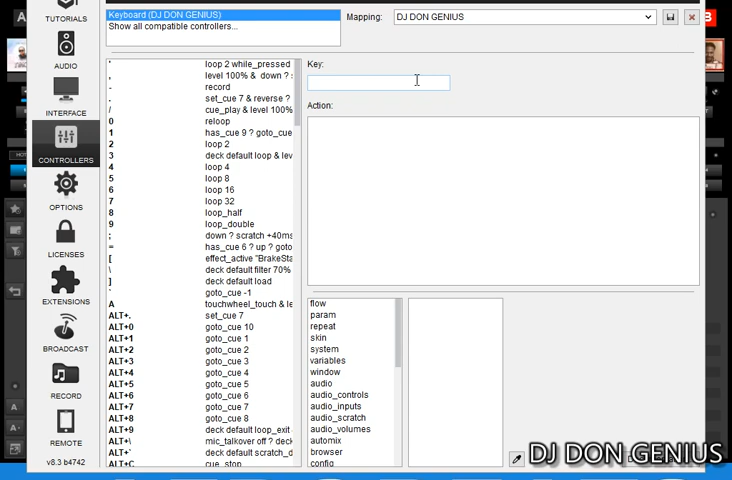 TUTORIALS
AUDIO
INTERFACE
CONTROLLERS
OPTIONS
LICENSES
EXTENSIONS
BROADCAST
RECORD
REMOTE
v8.3 b4742
Keyboard (DJ DON GENIUS)
Show all compatible controllers...
Mapping:
DJ DON GENIUS
' loop 2 while_pressed
, level 100% & down ? s
- record
. set_cue 7 & reverse ?
/ cue_play & level 100%
0 reloop
1 has_cue 9 ? goto_cue
2 loop 2
3 deck default loop & lev
4 loop 4
5 loop 8
6 loop 16
7 loop 32
8 loop_half
9 loop_double
; down ? scratch +40ms
= has_cue 6 ? up ? goto
[ effect_active "BrakeSta
\ deck default filter 70%
] deck default load
` goto_cue -1
A touchwheel_touch & le
ALT+. set_cue 7
ALT+0 goto_cue 10
ALT+1 goto_cue 1
ALT+2 goto_cue 2
ALT+3 goto_cue 3
ALT+4 goto_cue 4
ALT+5 goto_cue 5
ALT+6 goto_cue 6
ALT+7 goto_cue 7
ALT+8 goto_cue 8
ALT+9 deck default loop_exit
ALT+\ mic_talkover off ? deck
ALT+` deck default scratch_d
ALT+C cue_stop
Key:
Action:
flow
param
repeat
skin
system
variables
window
audio
audio_controls
audio_inputs
audio_scratch
audio_volumes
automix
browser
config
DJ DON GENIUS